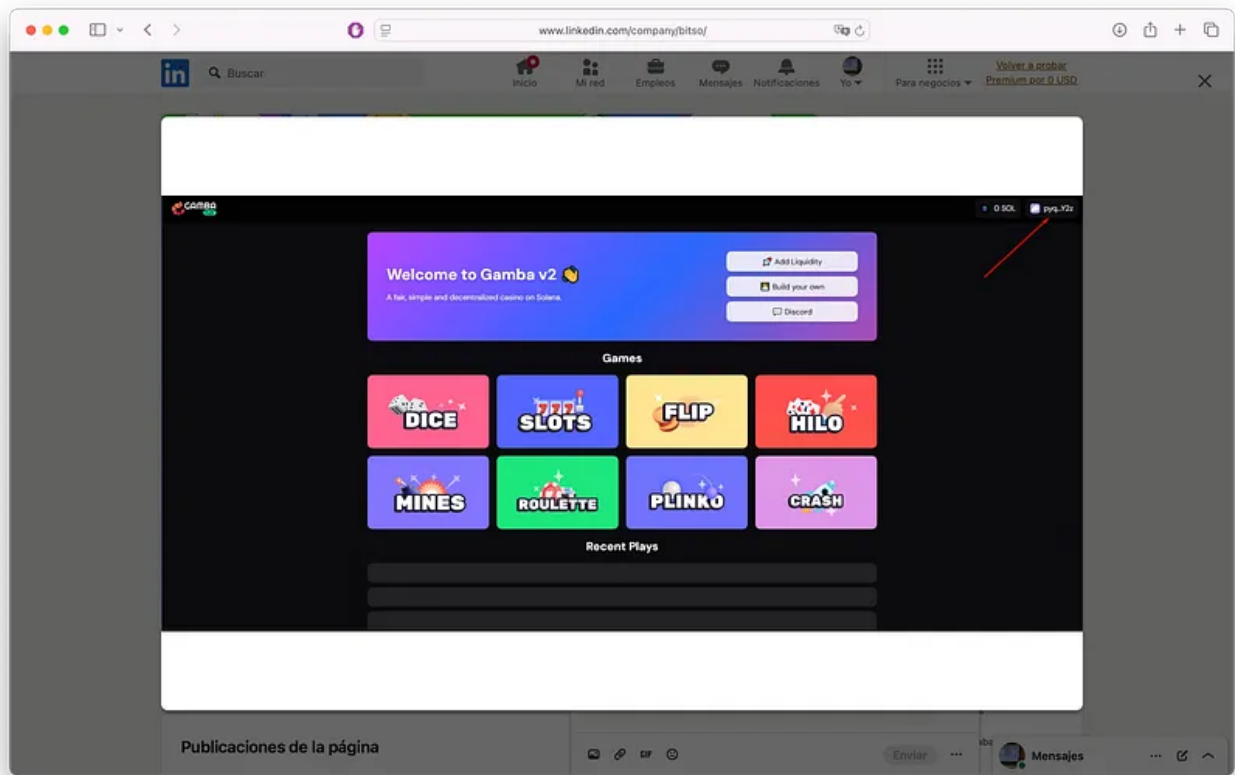 www.linkedin.com/company/bitso/
in
Buscar
Inicio
Mi red
Empleos
Mensajes
Notificaciones
Yo
Para negocios
Volver a probar
Premium por 0 USD
GAMBA
0 SOL
pyq..Y2z
Welcome to Gamba v2 👋
A fair, simple and decentralized casino on Solana.
Add Liquidity
Build your own
Discord
Games
DICE
SLOTS
FLIP
HILO
MINES
ROULETTE
PLINKO
CRASH
Recent Plays
Publicaciones de la página
GIF
Enviar
Mensajes